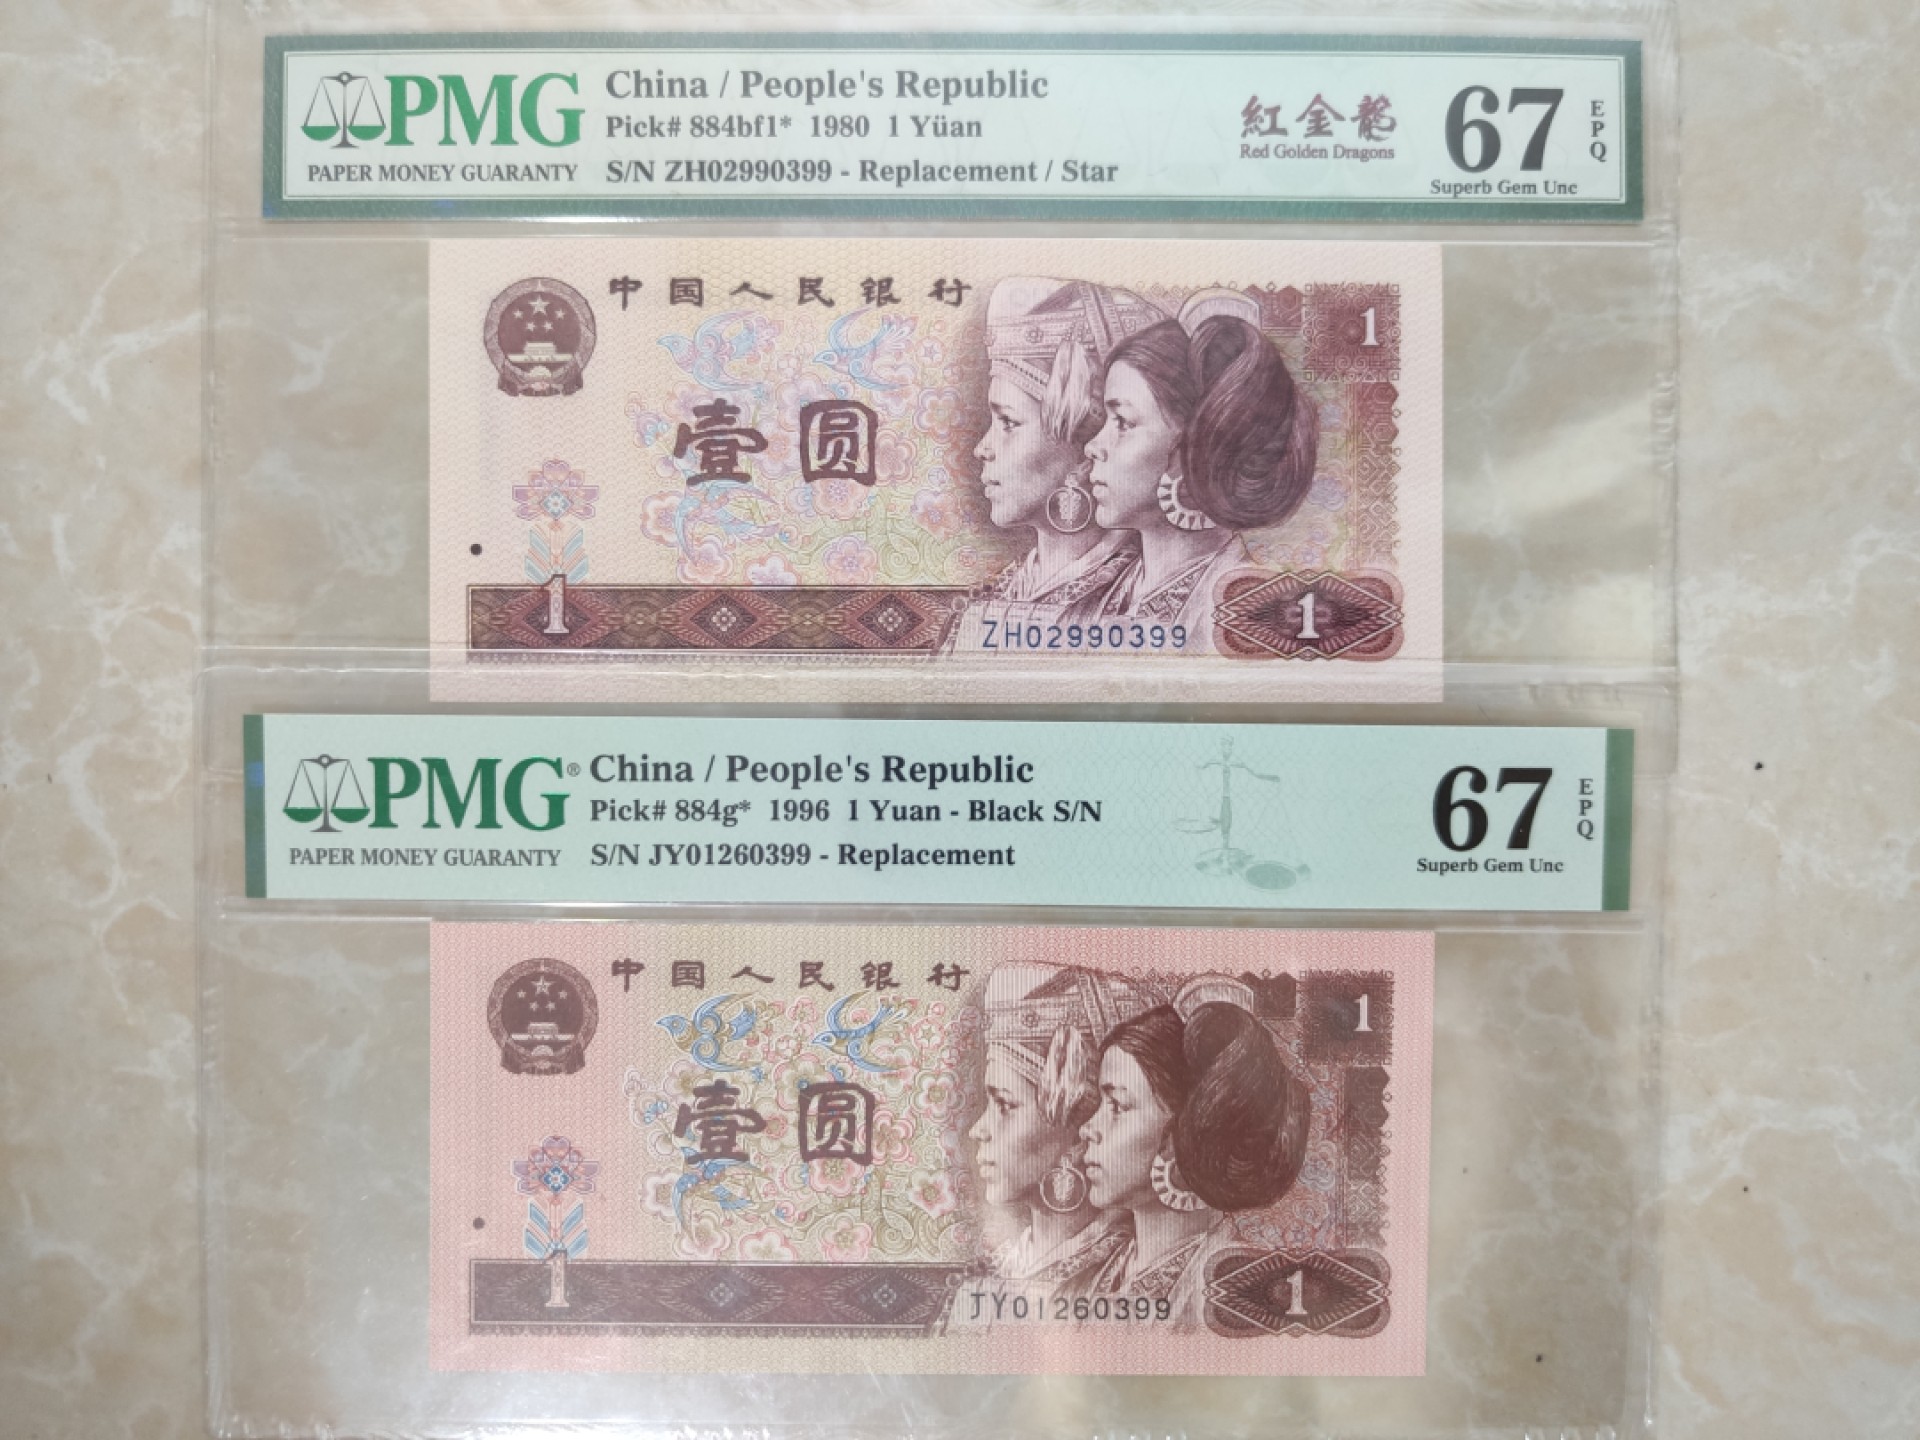 PMG
PAPER MONEY GUARANTY
China / People's Republic
Pick# 884bf1* 1980 1 Yüan
S/N ZH02990399 - Replacement / Star
紅金龍
Red Golden Dragons
67
EPQ
Superb Gem Unc
中国人民银行
1
壹圆
1
ZH02990399
1
PMG®
PAPER MONEY GUARANTY
China / People's Republic
Pick# 884g* 1996 1 Yuan - Black S/N
S/N JY01260399 - Replacement
67
EPQ
Superb Gem Unc
中国人民银行
1
壹圆
1
JY01260399
1